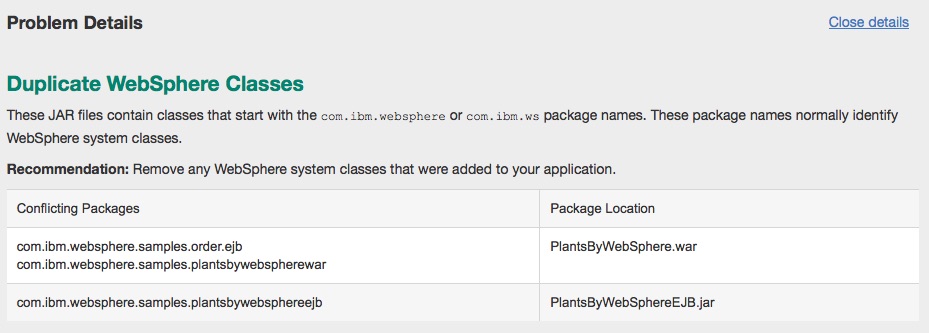 Problem Details
Close details
Duplicate WebSphere Classes
These JAR files contain classes that start with the com.ibm.websphere or com.ibm.ws package names. These package names normally identify
WebSphere system classes.
Recommendation: Remove any WebSphere system classes that were added to your application.
Conflicting Packages
Package Location
com.ibm.websphere.samples.order.ejb
com.ibm.websphere.samples.plantsbywebspherewar
PlantsByWebSphere.war
com.ibm.websphere.samples.plantsbywebsphereejb
PlantsByWebSphereEJB.jar